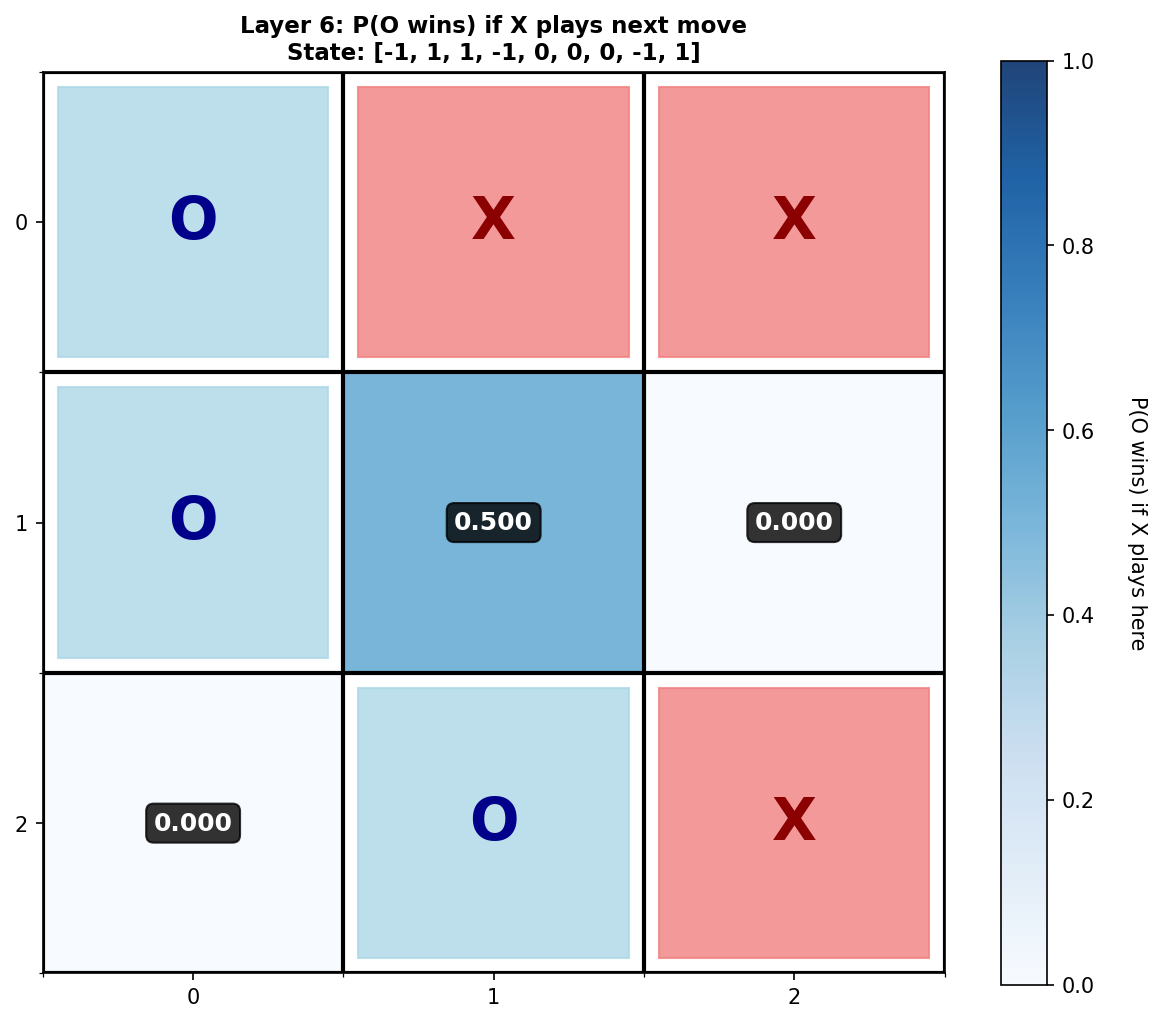 Layer 6: P(O wins) if X plays next move
State: [-1, 1, 1, -1, 0, 0, 0, -1, 1]
0
O
X
X
1
O
0.500
0.000
2
0.000
O
X
0
1
2
1.0
0.8
0.6
0.4
0.2
0.0
P(O wins) if X plays here